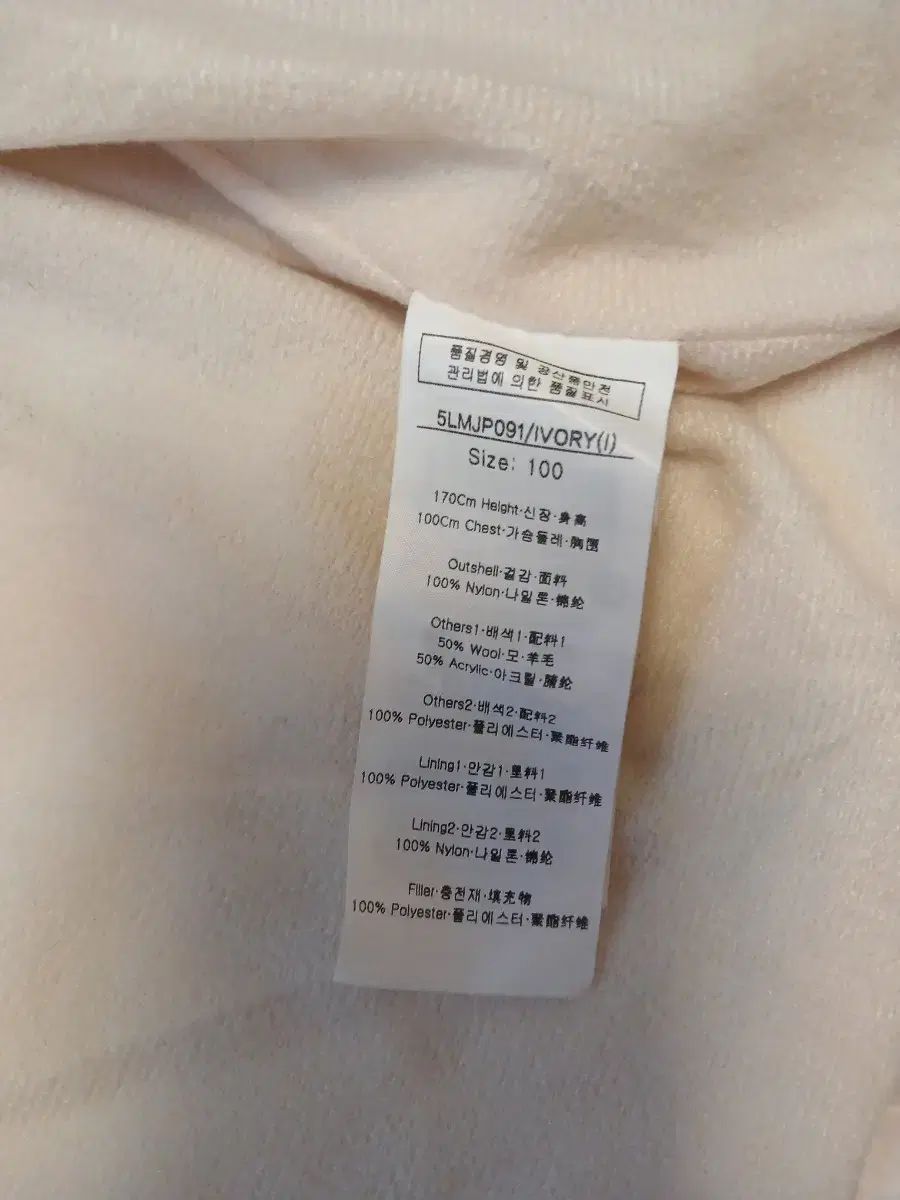 품질경영 및 공산품안전
관리법에 의한 품질표시
5LMJP091/IVORY(I)
Size: 100
170Cm Height·신장·身高
100Cm Chest·가슴둘레·胸围
Outshell·겉감·面料
100% Nylon·나일론·锦纶
Others1·배색1·配料1
50% Wool·모·羊毛
50% Acrylic·아크릴·腈纶
Others2·배색2·配料2
100% Polyester·폴리에스터·聚酯纤维
Lining1·안감1·里料1
100% Polyester·폴리에스터·聚酯纤维
Lining2·안감2·里料2
100% Nylon·나일론·锦纶
Filler·충전재·填充物
100% Polyester·폴리에스터·聚酯纤维